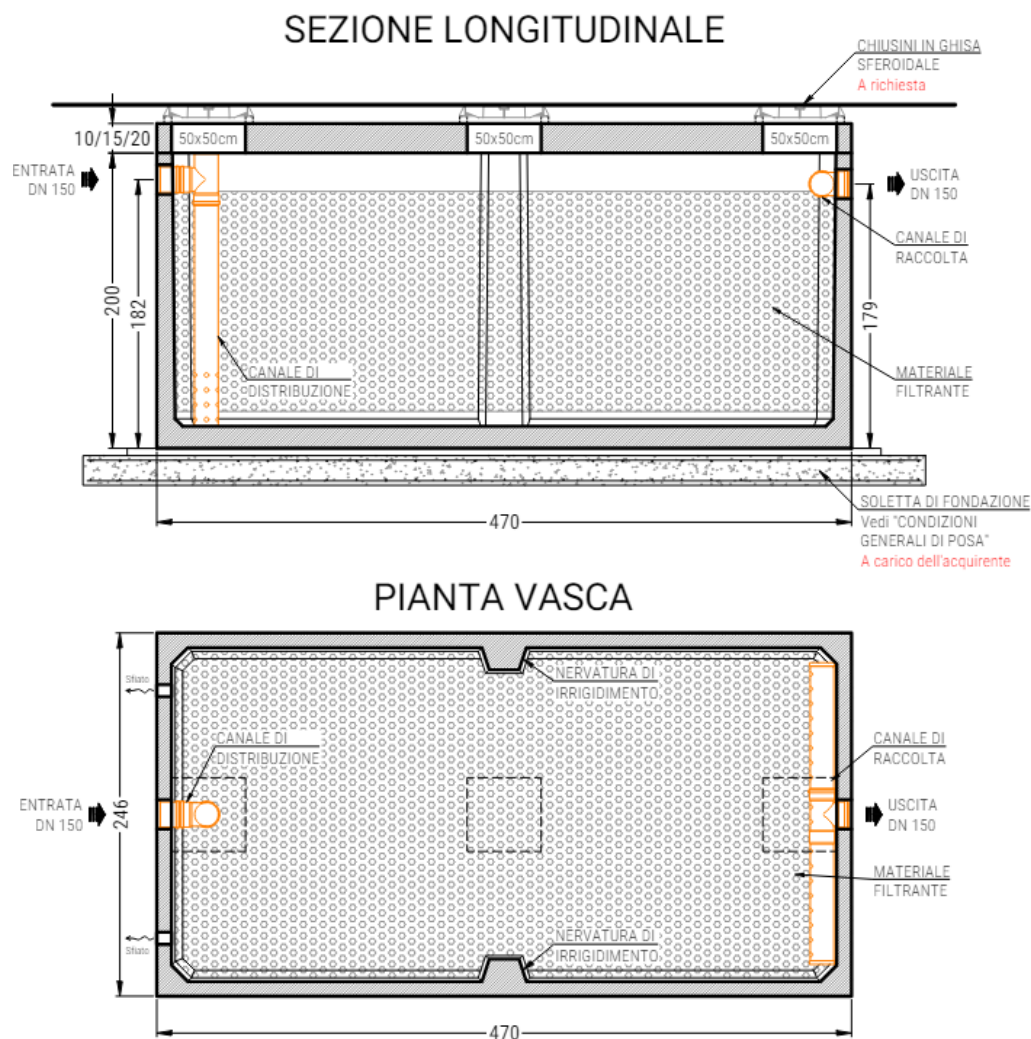 SEZIONE LONGITUDINALE
CHIUSINI IN GHISA
SFEROIDALE
A richiesta
10/15/20
50x50cm
50x50cm
50x50cm
ENTRATA
DN 150
USCITA
DN 150
CANALE DI
RACCOLTA
200
182
179
CANALE DI
DISTRIBUZIONE
MATERIALE
FILTRANTE
SOLETTA DI FONDAZIONE
Vedi "CONDIZIONI
GENERALI DI POSA"
A carico dell'acquirente
470
PIANTA VASCA
Sfiato
NERVATURA DI
IRRIGIDIMENTO
CANALE DI
DISTRIBUZIONE
CANALE DI
RACCOLTA
ENTRATA
DN 150
246
USCITA
DN 150
MATERIALE
FILTRANTE
NERVATURA DI
IRRIGIDIMENTO
Sfiato
470